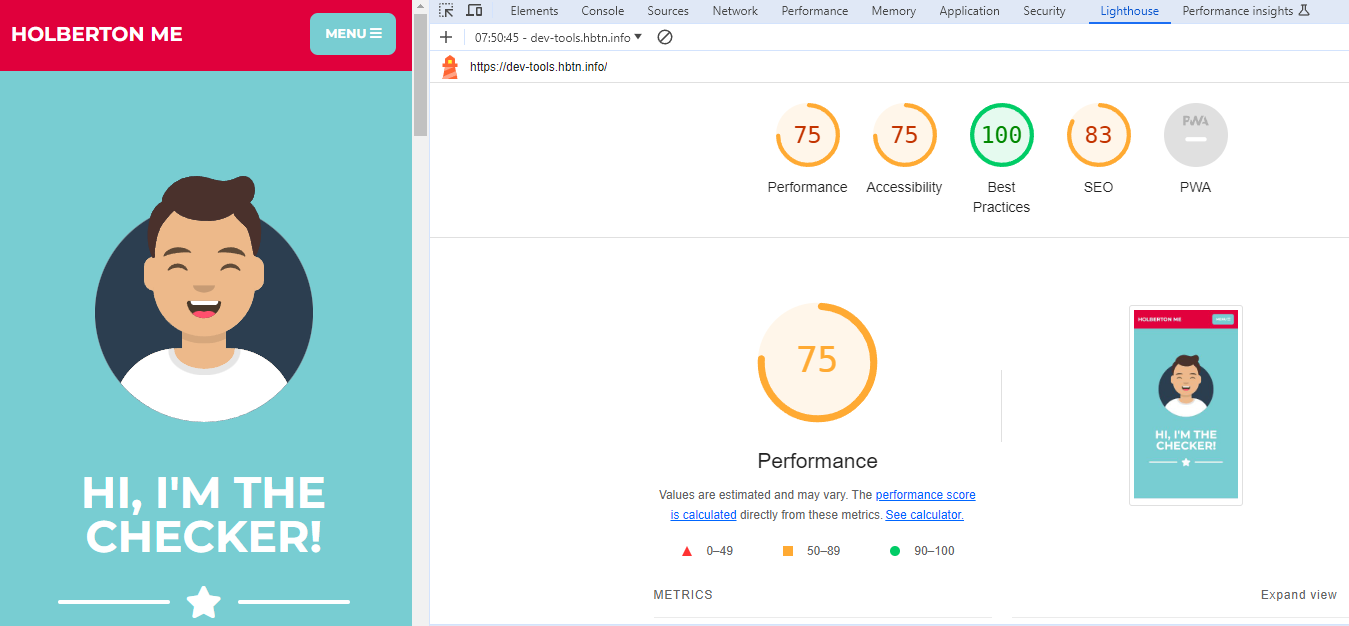 HOLBERTON ME
MENU
HI, I'M THE
CHECKER!
Elements Console Sources Network Performance Memory Application Security Lighthouse Performance insights
07:50:45 - dev-tools.hbtn.info
https://dev-tools.hbtn.info/
75 75 100 83 PWA
Performance Accessibility Best Practices SEO PWA
75
Performance
Values are estimated and may vary. The performance score
is calculated directly from these metrics. See calculator.
0–49 50–89 90–100
HOLBERTON ME
HI, I'M THE
CHECKER!
METRICS Expand view